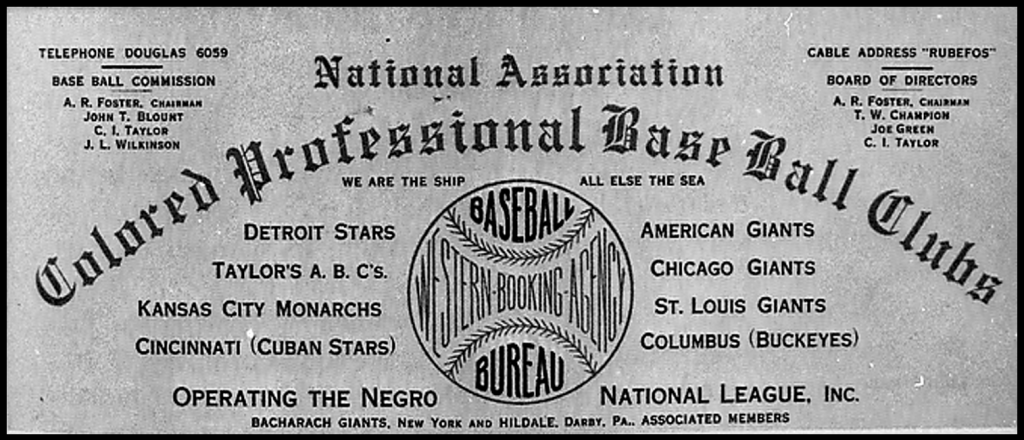 TELEPHONE DOUGLAS 6059
BASE BALL COMMISSION
A. R. FOSTER, CHAIRMAN
JOHN T. BLOUNT
C. I. TAYLOR
J. L. WILKINSON
CABLE ADDRESS "RUBEFOS"
BOARD OF DIRECTORS
A. R. FOSTER, CHAIRMAN
T. W. CHAMPION
JOE GREEN
C. I. TAYLOR
National Association
Colored Professional Base Ball Clubs
WE ARE THE SHIP ALL ELSE THE SEA
DETROIT STARS
TAYLOR'S A. B. C's.
KANSAS CITY MONARCHS
CINCINNATI (CUBAN STARS)
BASEBALL
WESTERN-BOOKING-AGENCY
BUREAU
AMERICAN GIANTS
CHICAGO GIANTS
ST. LOUIS GIANTS
COLUMBUS (BUCKEYES)
OPERATING THE NEGRO NATIONAL LEAGUE, INC.
BACHARACH GIANTS, NEW YORK AND HILDALE, DARBY, PA., ASSOCIATED MEMBERS